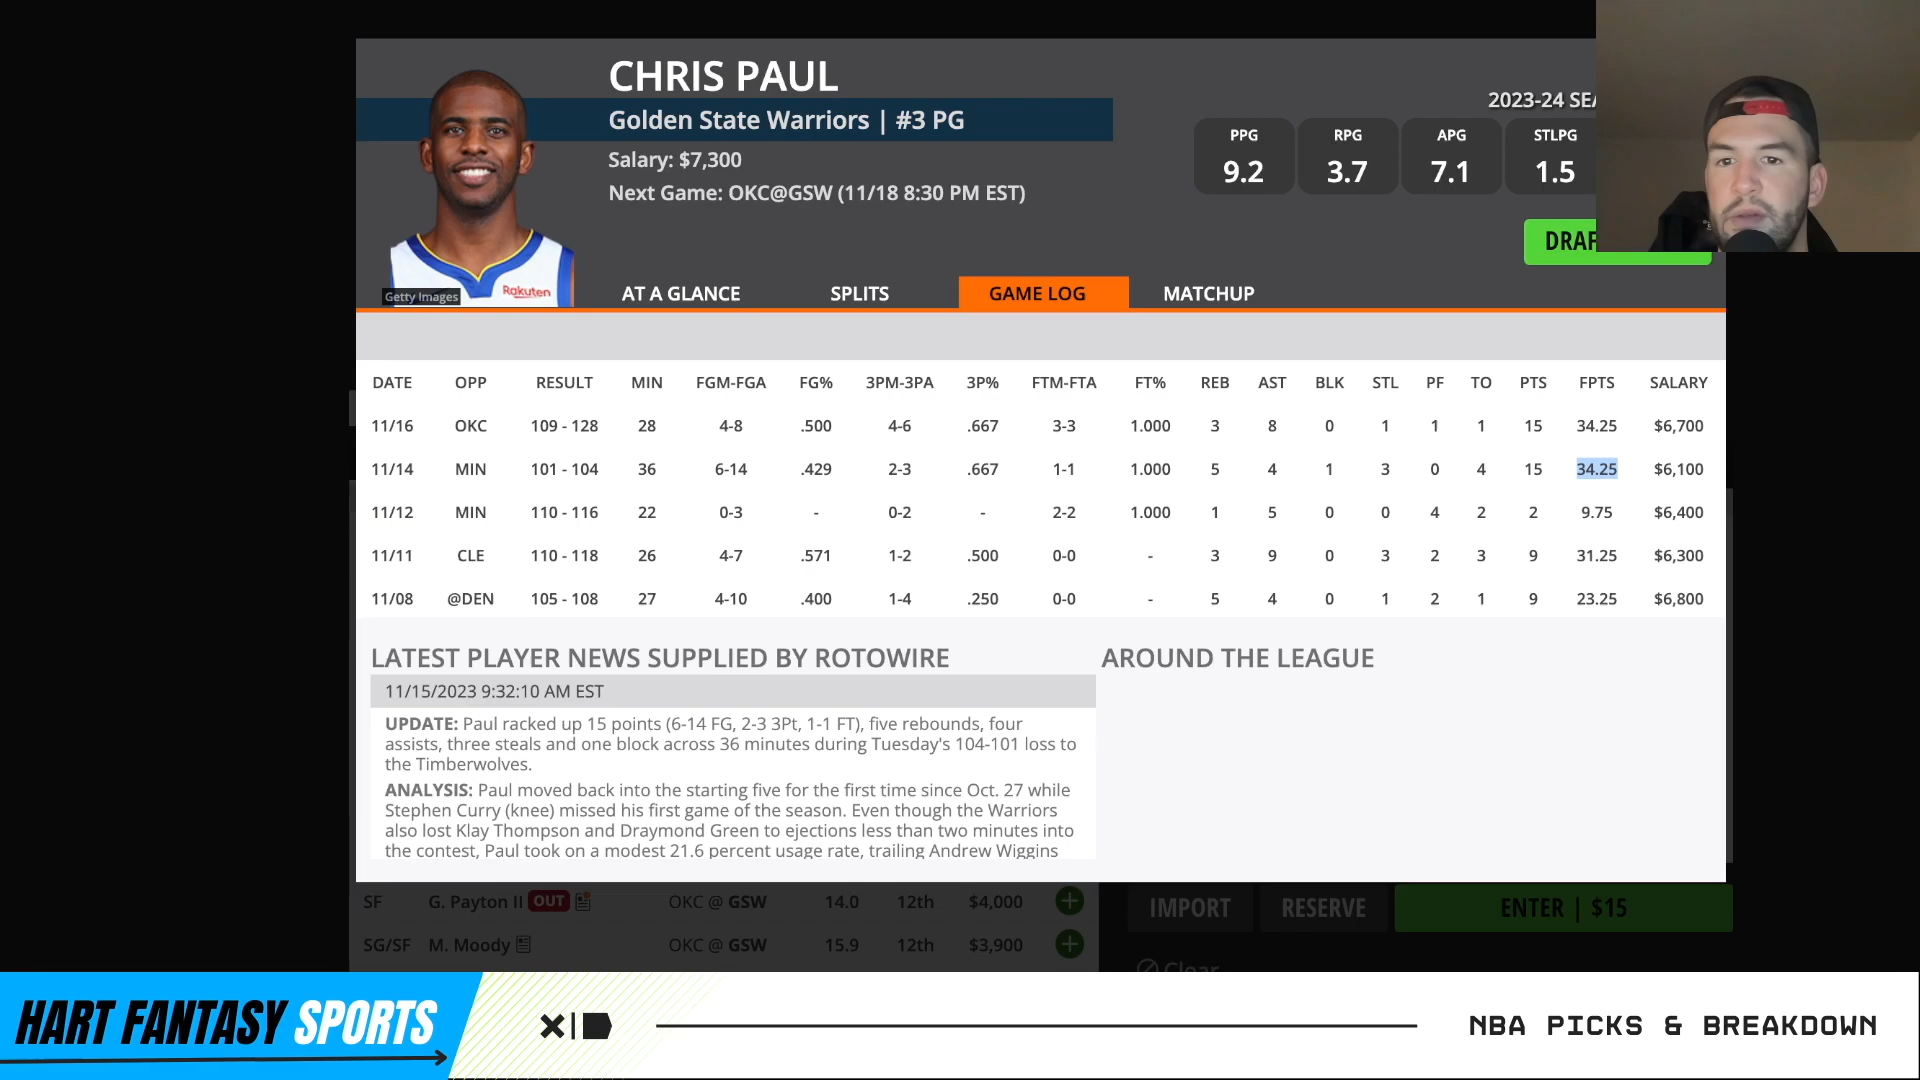 CHRIS PAUL
Golden State Warriors | #3 PG
Salary: $7,300
Next Game: OKC@GSW (11/18 8:30 PM EST)
2023-24 SEA
PPG RPG APG STLPG
9.2 3.7 7.1 1.5
DRAF
Getty Images
Rakuten
AT A GLANCE SPLITS GAME LOG MATCHUP
DATE OPP RESULT MIN FGM-FGA FG% 3PM-3PA 3P% FTM-FTA FT% REB AST BLK STL PF TO PTS FPTS SALARY
11/16 OKC 109 - 128 28 4-8 .500 4-6 .667 3-3 1.000 3 8 0 1 1 1 15 34.25 $6,700
11/14 MIN 101 - 104 36 6-14 .429 2-3 .667 1-1 1.000 5 4 1 3 0 4 15 34.25 $6,100
11/12 MIN 110 - 116 22 0-3 - 0-2 - 2-2 1.000 1 5 0 0 4 2 2 9.75 $6,400
11/11 CLE 110 - 118 26 4-7 .571 1-2 .500 0-0 - 3 9 0 3 2 3 9 31.25 $6,300
11/08 @DEN 105 - 108 27 4-10 .400 1-4 .250 0-0 - 5 4 0 1 2 1 9 23.25 $6,800
LATEST PLAYER NEWS SUPPLIED BY ROTOWIRE
AROUND THE LEAGUE
11/15/2023 9:32:10 AM EST
UPDATE: Paul racked up 15 points (6-14 FG, 2-3 3Pt, 1-1 FT), five rebounds, four
assists, three steals and one block across 36 minutes during Tuesday's 104-101 loss to
the Timberwolves.
ANALYSIS: Paul moved back into the starting five for the first time since Oct. 27 while
Stephen Curry (knee) missed his first game of the season. Even though the Warriors
also lost Klay Thompson and Draymond Green to ejections less than two minutes into
the contest, Paul took on a modest 21.6 percent usage rate, trailing Andrew Wiggins
SF G. Payton II OUT OKC @ GSW 14.0 12th $4,000
SG/SF M. Moody OKC @ GSW 15.9 12th $3,900
IMPORT RESERVE ENTER | $15
Clear
HART FANTASY SPORTS
NBA PICKS & BREAKDOWN